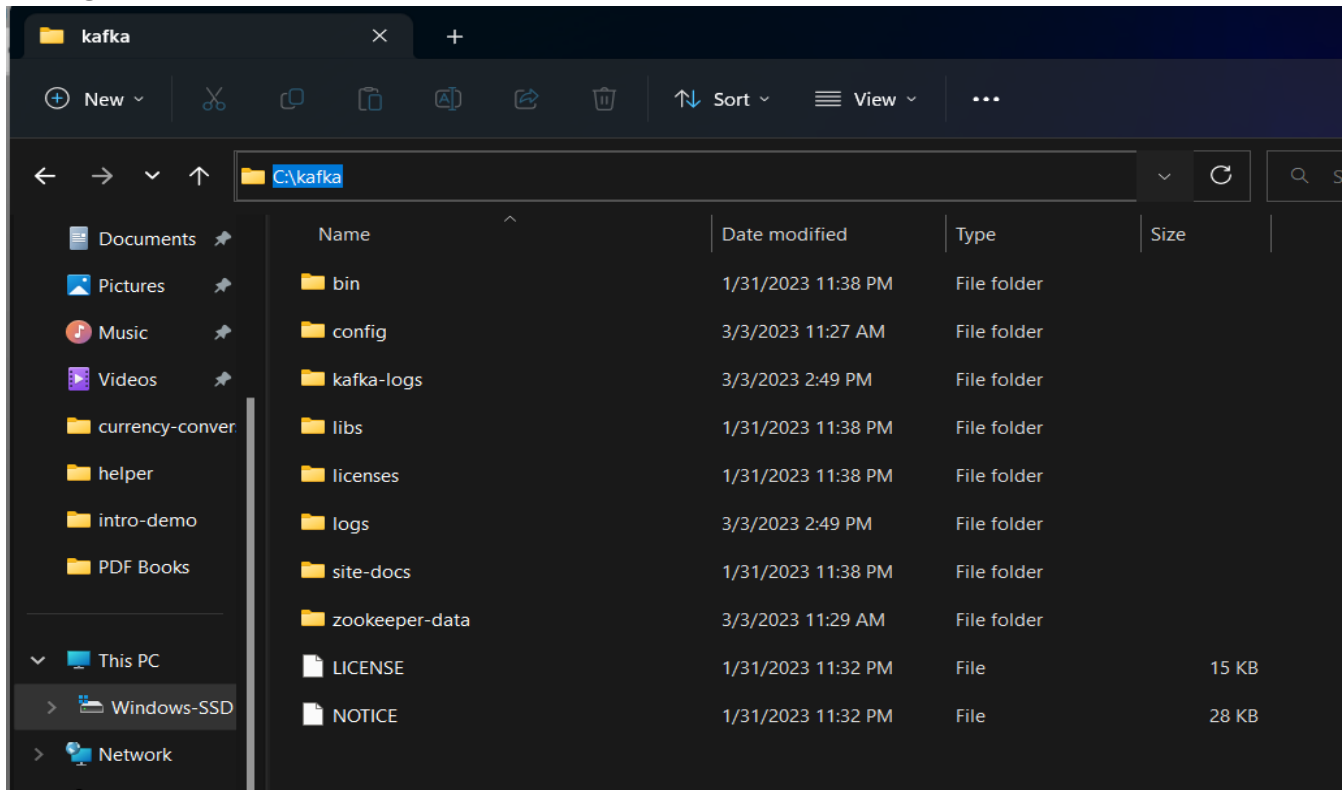 kafka
New
Sort
View
C:\kafka
Documents
Pictures
Music
Videos
currency-conver
helper
intro-demo
PDF Books
This PC
Windows-SSD
Network
Name Date modified Type Size
bin 1/31/2023 11:38 PM File folder
config 3/3/2023 11:27 AM File folder
kafka-logs 3/3/2023 2:49 PM File folder
libs 1/31/2023 11:38 PM File folder
licenses 1/31/2023 11:38 PM File folder
logs 3/3/2023 2:49 PM File folder
site-docs 1/31/2023 11:38 PM File folder
zookeeper-data 3/3/2023 11:29 AM File folder
LICENSE 1/31/2023 11:32 PM File 15 KB
NOTICE 1/31/2023 11:32 PM File 28 KB